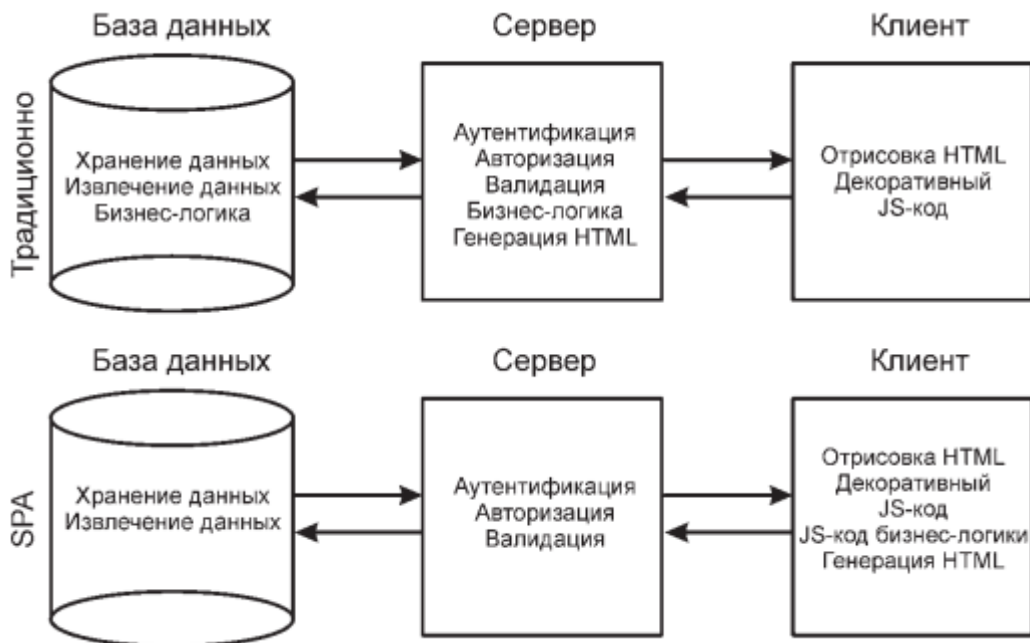 База данных
Сервер
Клиент
Традиционно
Хранение данных
Извлечение данных
Бизнес-логика
Аутентификация
Авторизация
Валидация
Бизнес-логика
Генерация HTML
Отрисовка HTML
Декоративный
JS-код
База данных
Сервер
Клиент
SPA
Хранение данных
Извлечение данных
Аутентификация
Авторизация
Валидация
Отрисовка HTML
Декоративный
JS-код
JS-код бизнес-логики
Генерация HTML